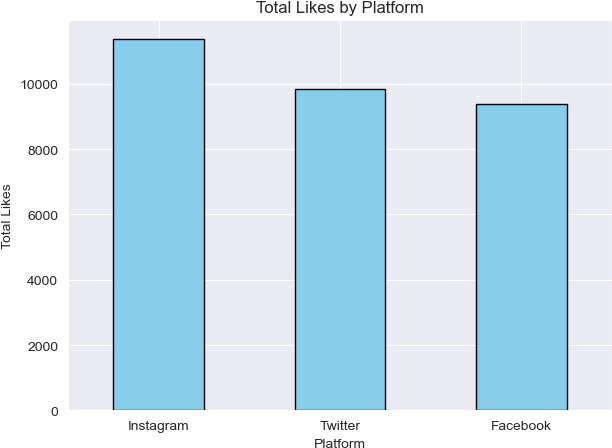 Total Likes by Platform
Total Likes
10000
8000
6000
4000
2000
0
Instagram Twitter Facebook
Platform